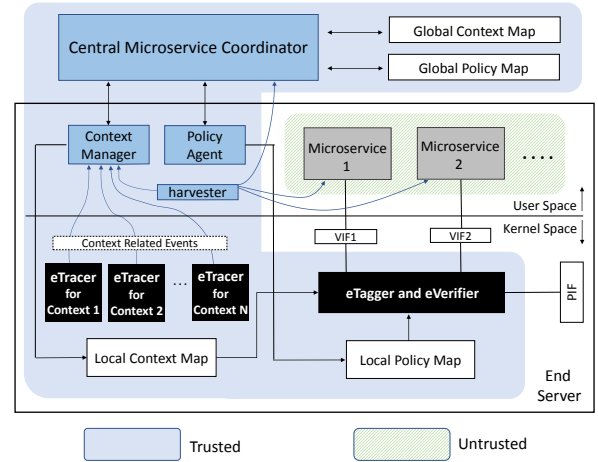 Central Microservice Coordinator
Global Context Map
Global Policy Map
Context
Manager
Policy
Agent
harvester
Microservice
1
Microservice
2
....
User Space
Kernel Space
VIF1
VIF2
Context Related Events
eTracer
for
Context 1
eTracer
for
Context 2
...
eTracer
for
Context N
eTagger and eVerifier
PIF
Local Context Map
Local Policy Map
End
Server
Trusted
Untrusted